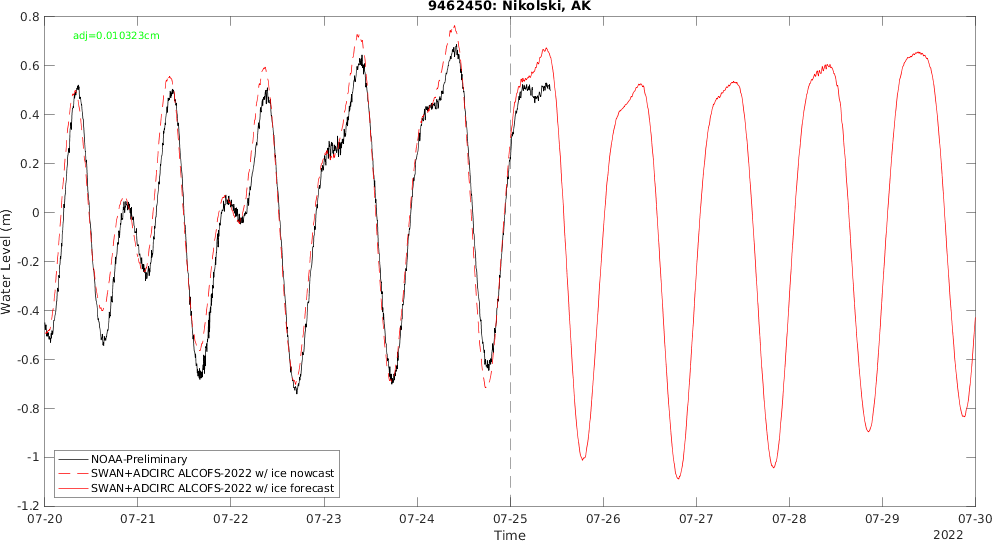 9462450: Nikolski, AK
adj=0.010323cm
0.8
0.6
0.4
0.2
0
-0.2
-0.4
-0.6
-0.8
-1
-1.2
Water Level (m)
NOAA-Preliminary
SWAN+ADCIRC ALCOFS-2022 w/ ice nowcast
SWAN+ADCIRC ALCOFS-2022 w/ ice forecast
07-20 07-21 07-22 07-23 07-24 07-25 07-26 07-27 07-28 07-29 07-30
Time
2022